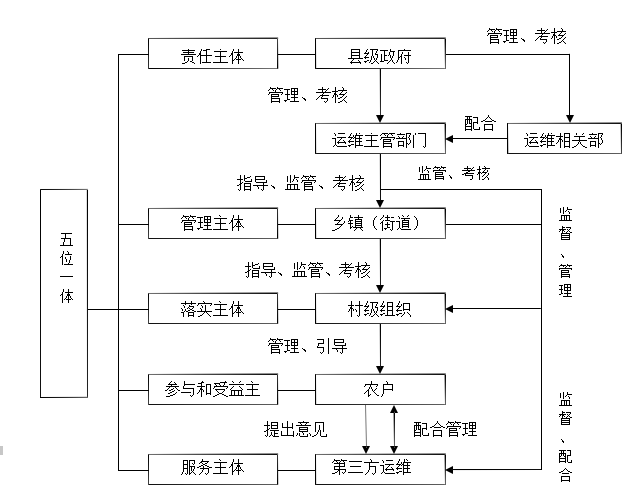 管理、考核
责任主体
县级政府
管理、考核
配合
运维主管部门
运维相关部
监管、考核
指导、监管、考核
管理主体
乡镇（街道）
监督、管理
五位一体
指导、监管、考核
落实主体
村级组织
管理、引导
参与和受益主
农户
监督、配合
提出意见
配合管理
服务主体
第三方运维